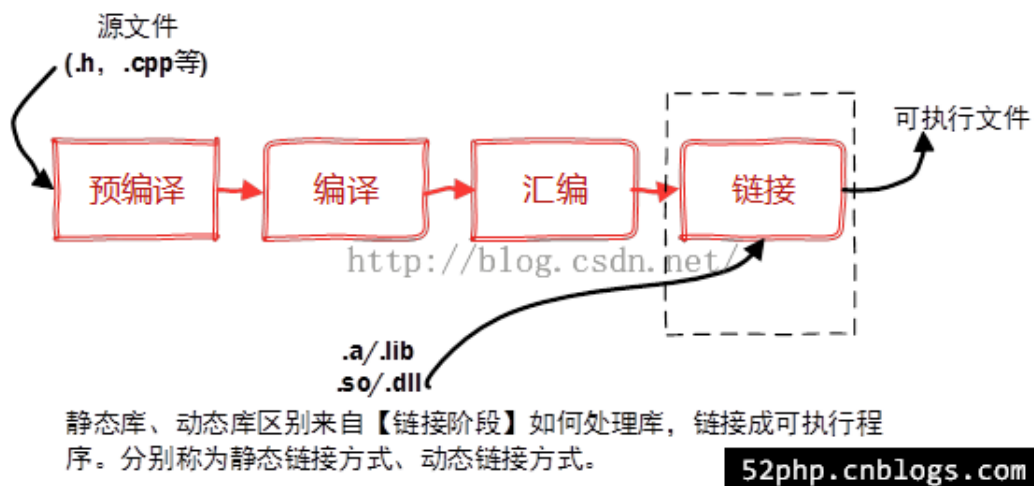 源文件
(.h，.cpp等)
可执行文件
预编译
编译
汇编
链接
http://blog.csdn.net/
.a/.lib
.so/.dll
静态库、动态库区别来自【链接阶段】如何处理库，链接成可执行程
序。分别称为静态链接方式、动态链接方式。
52php.cnblogs.com